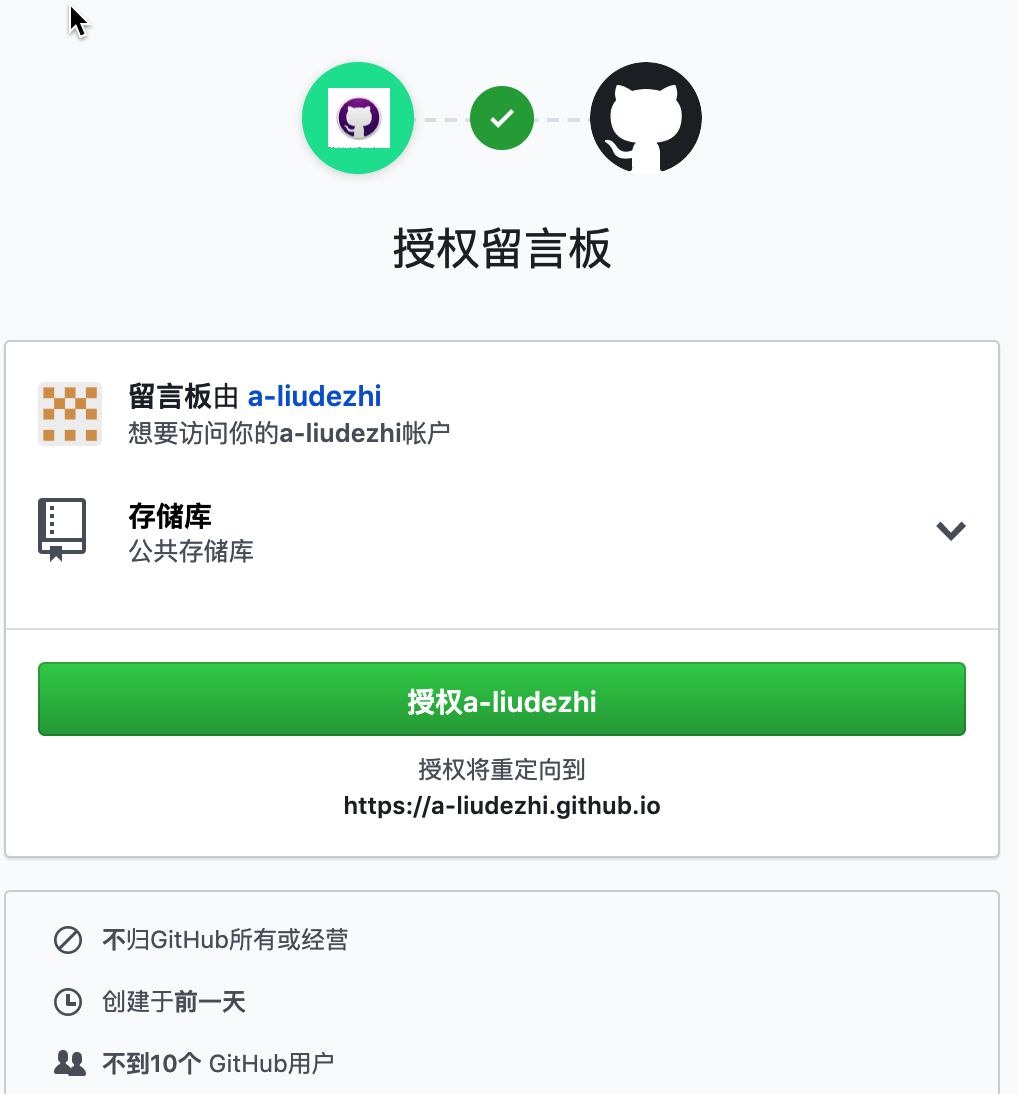 授权留言板
留言板由 a-liudezhi
想要访问你的a-liudezhi帐户
存储库
公共存储库
授权a-liudezhi
授权将重定向到
https://a-liudezhi.github.io
不归GitHub所有或经营
创建于前一天
不到10个 GitHub用户